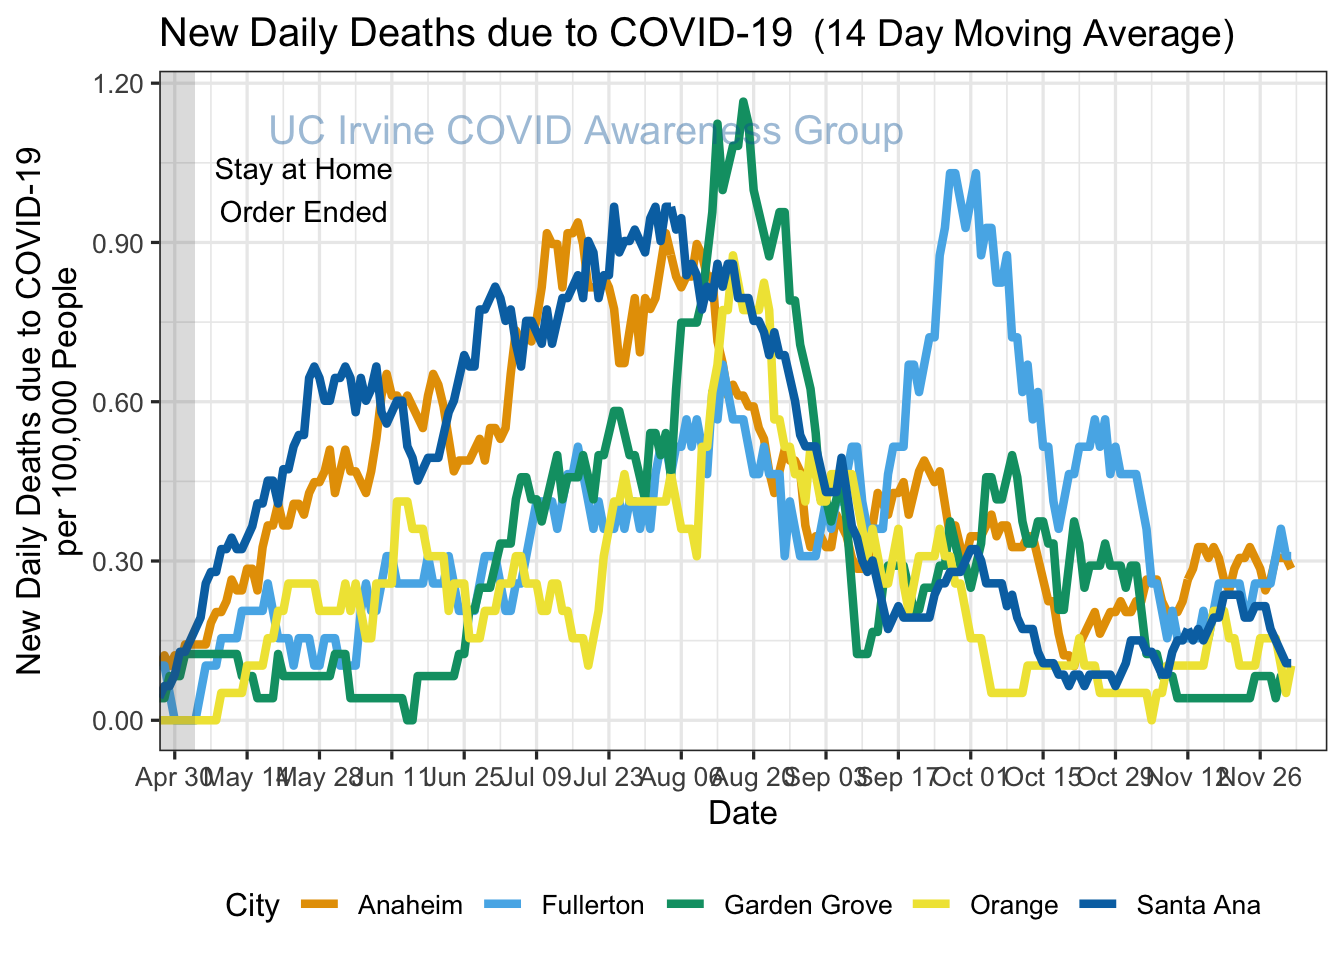 New Daily Deaths due to COVID-19 (14 Day Moving Average)
New Daily Deaths due to COVID-19
per 100,000 People
1.20
0.90
0.60
0.30
0.00
UC Irvine COVID Awareness Group
Stay at Home
Order Ended
Apr 30 May 14 May 28 Jun 11 Jun 25 Jul 09 Jul 23 Aug 06 Aug 20 Sep 03 Sep 17 Oct 01 Oct 15 Oct 29 Nov 12 Nov 26
Date
City Anaheim Fullerton Garden Grove Orange Santa Ana